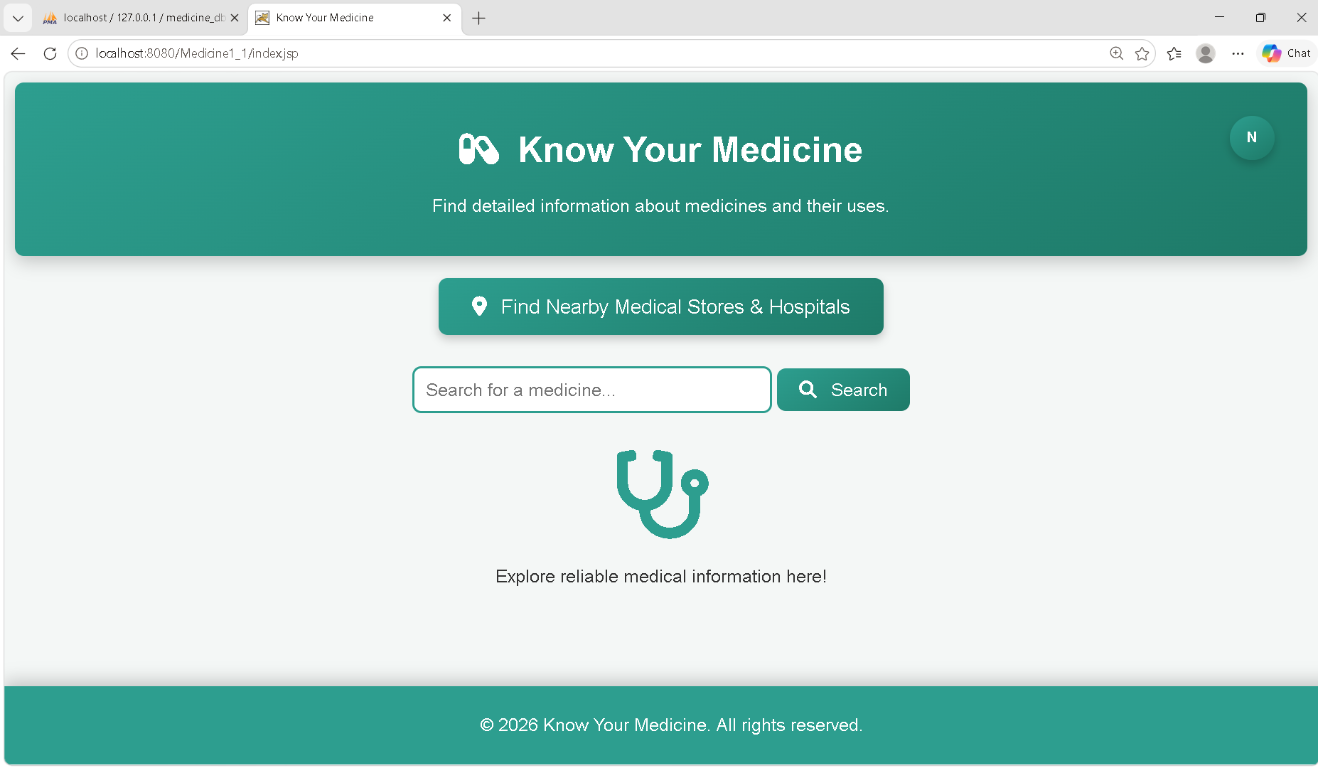 localhost / 127.0.0.1 / medicine_db
Know Your Medicine
localhost:8080/Medicine1_1/index.jsp
Chat
Know Your Medicine
N
Find detailed information about medicines and their uses.
Find Nearby Medical Stores & Hospitals
Search for a medicine...
Search
Explore reliable medical information here!
© 2026 Know Your Medicine. All rights reserved.